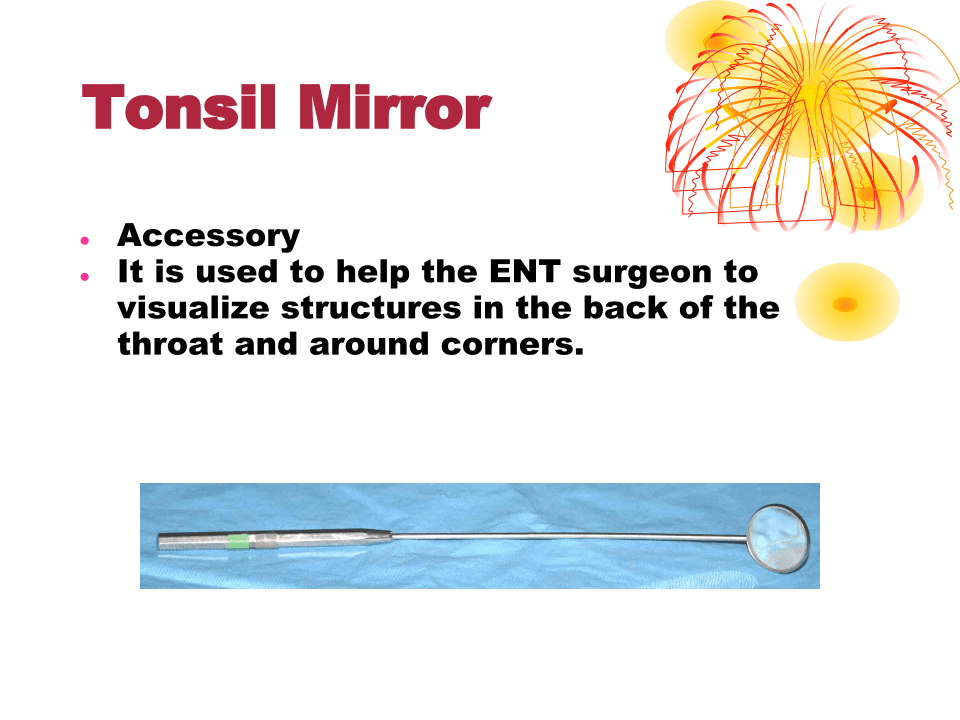 Tonsil Mirror
● Accessory
● It is used to help the ENT surgeon to
visualize structures in the back of the
throat and around corners.